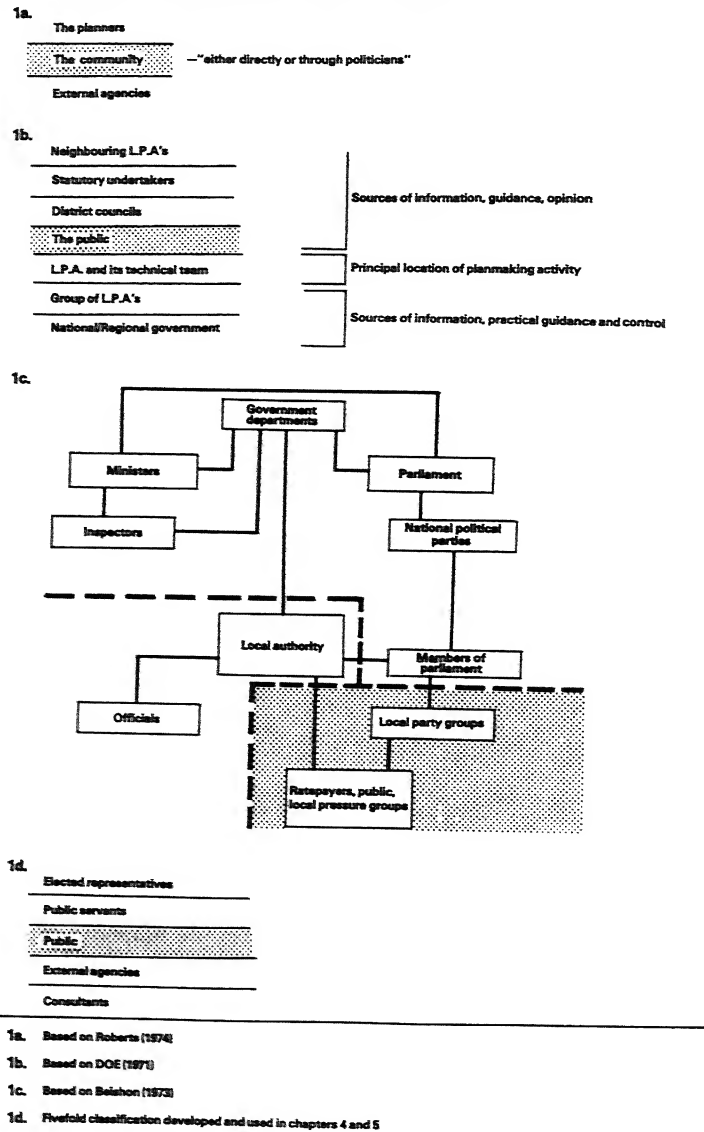 1a.
The planners
The community —"either directly or through politicians"
External agencies
1b.
Neighbouring L.P.A's
Statutory undertakers
Sources of information, guidance, opinion
District councils
The public
L.P.A. and its technical team
Principal location of planmaking activity
Group of L.P.A's
Sources of information, practical guidance and control
National/Regional government
1c.
Government
departments
Ministers
Parliament
Inspectors
National political
parties
Local authority
Members of
parliament
Officials
Local party groups
Ratepayers, public,
local pressure groups
1d.
Elected representatives
Public servants
Public
External agencies
Consultants
1a. Based on Roberts (1974)
1b. Based on DOE (1971)
1c. Based on Beishon (1973)
1d. Fivefold classification developed and used in chapters 4 and 5